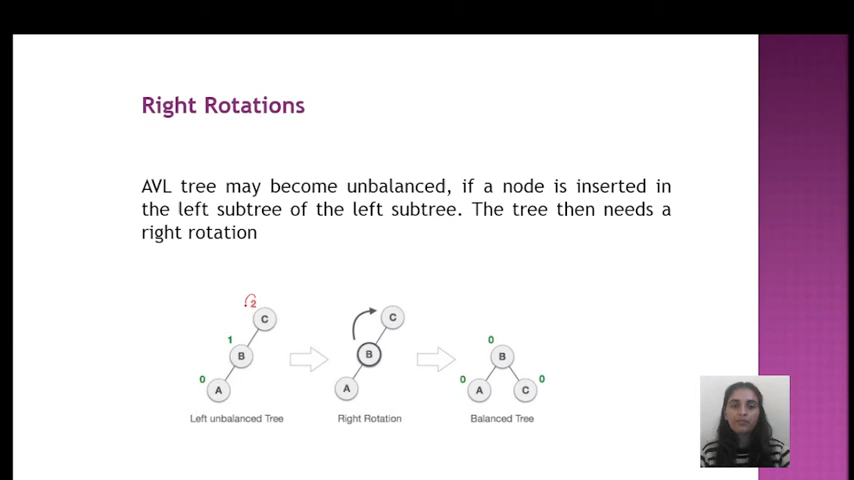 Right Rotations
AVL tree may become unbalanced, if a node is inserted in
the left subtree of the left subtree. The tree then needs a
right rotation
2
C
1
B
0
A
Left unbalanced Tree
C
B
A
Right Rotation
0
B
0
A
C
0
Balanced Tree